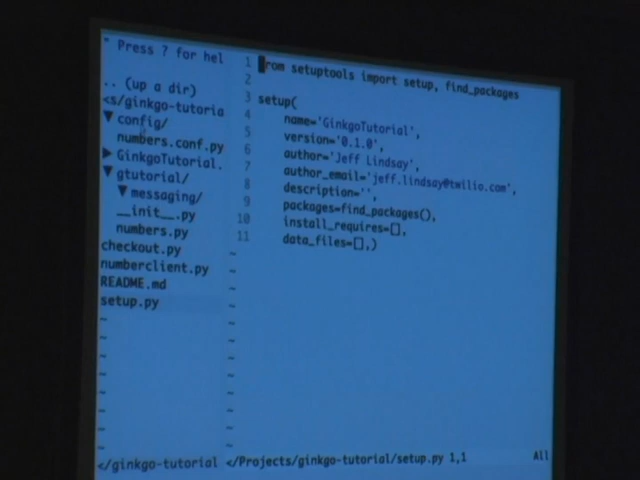 " Press ? for hel
.. (up a dir)
<s/ginkgo-tutoria
▼ config/
numbers.conf.py
▶ GinkgoTutorial.
▼ gtutorial/
▼ messaging/
__init__.py
numbers.py
checkout.py
numberclient.py
README.md
setup.py
~
~
~
~
~
~
~
~
</ginkgo-tutorial
1 from setuptools import setup, find_packages
2
3 setup(
4 name='GinkgoTutorial',
5 version='0.1.0',
6 author='Jeff Lindsay',
7 author_email='jeff.lindsay@twilio.com',
8 description='',
9 packages=find_packages(),
10 install_requires=[],
11 data_files=[],)
~
~
~
~
~
~
~
~
~
~
~
</Projects/ginkgo-tutorial/setup.py 1,1 All